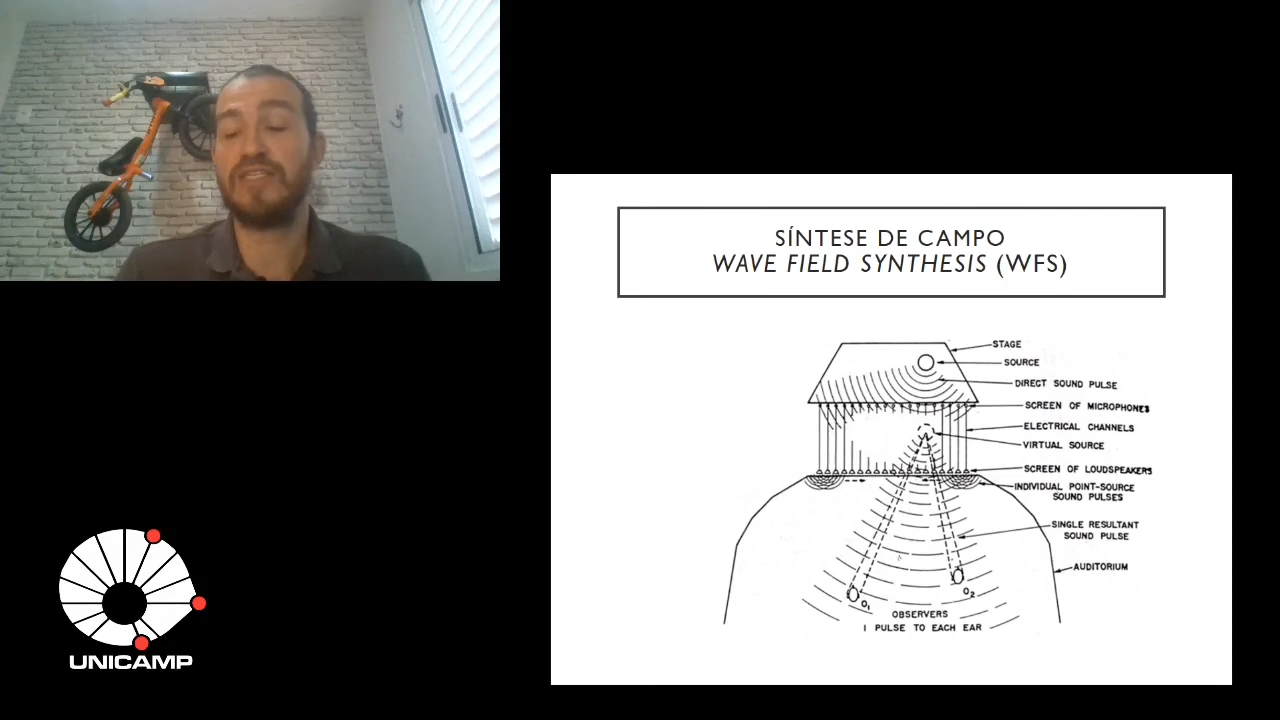 SÍNTESE DE CAMPO
WAVE FIELD SYNTHESIS (WFS)
STAGE
SOURCE
DIRECT SOUND PULSE
SCREEN OF MICROPHONES
ELECTRICAL CHANNELS
VIRTUAL SOURCE
SCREEN OF LOUDSPEAKERS
INDIVIDUAL POINT-SOURCE
SOUND PULSES
SINGLE RESULTANT
SOUND PULSE
AUDITORIUM
O1
O2
OBSERVERS
1 PULSE TO EACH EAR
UNICAMP